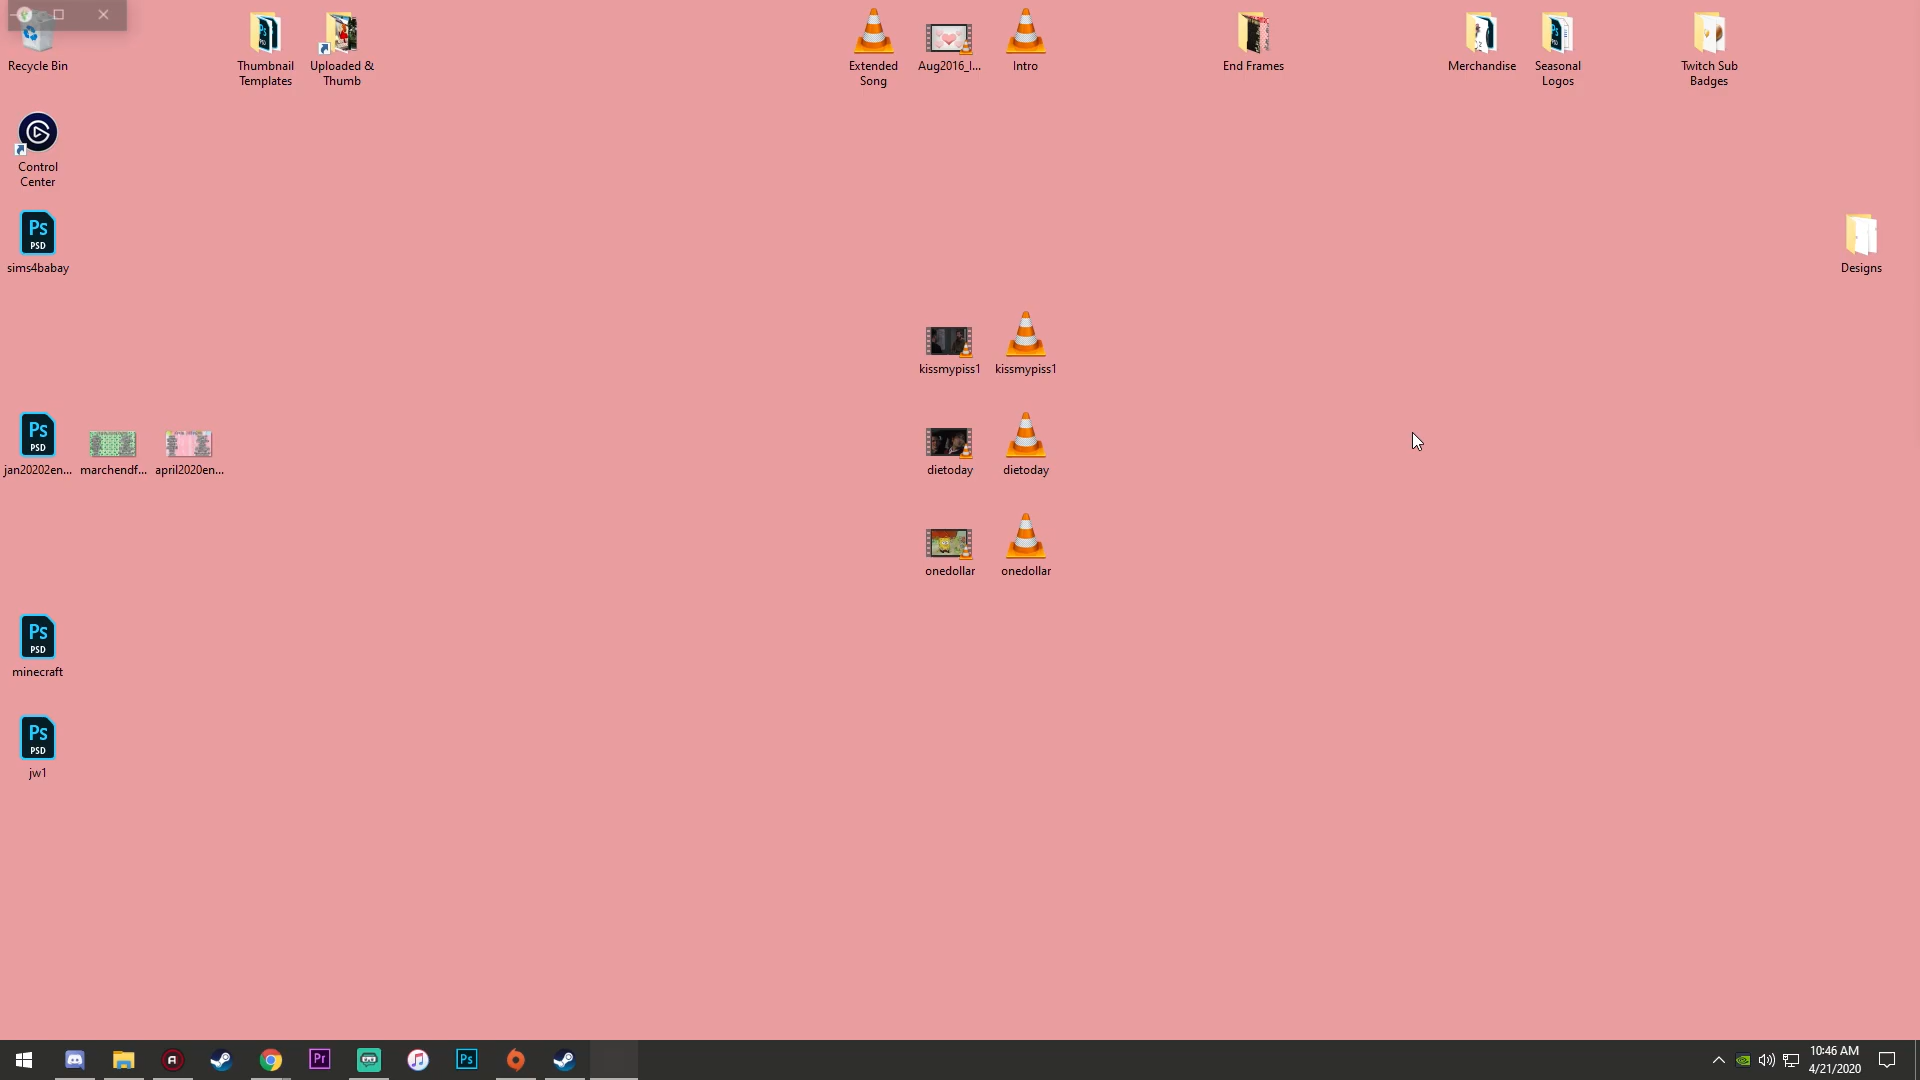 Recycle Bin
Thumbnail
Templates
Uploaded &
Thumb
Extended
Song
Aug2016_I...
Intro
End Frames
Merchandise
Seasonal
Logos
Twitch Sub
Badges
Control
Center
Ps
PSD
sims4babay
Designs
kissmypiss1
kissmypiss1
Ps
PSD
jan20202en...
marchendf...
april2020en...
dietoday
dietoday
onedollar
onedollar
Ps
PSD
minecraft
Ps
PSD
jw1
Pr
Ps
10:46 AM
4/21/2020